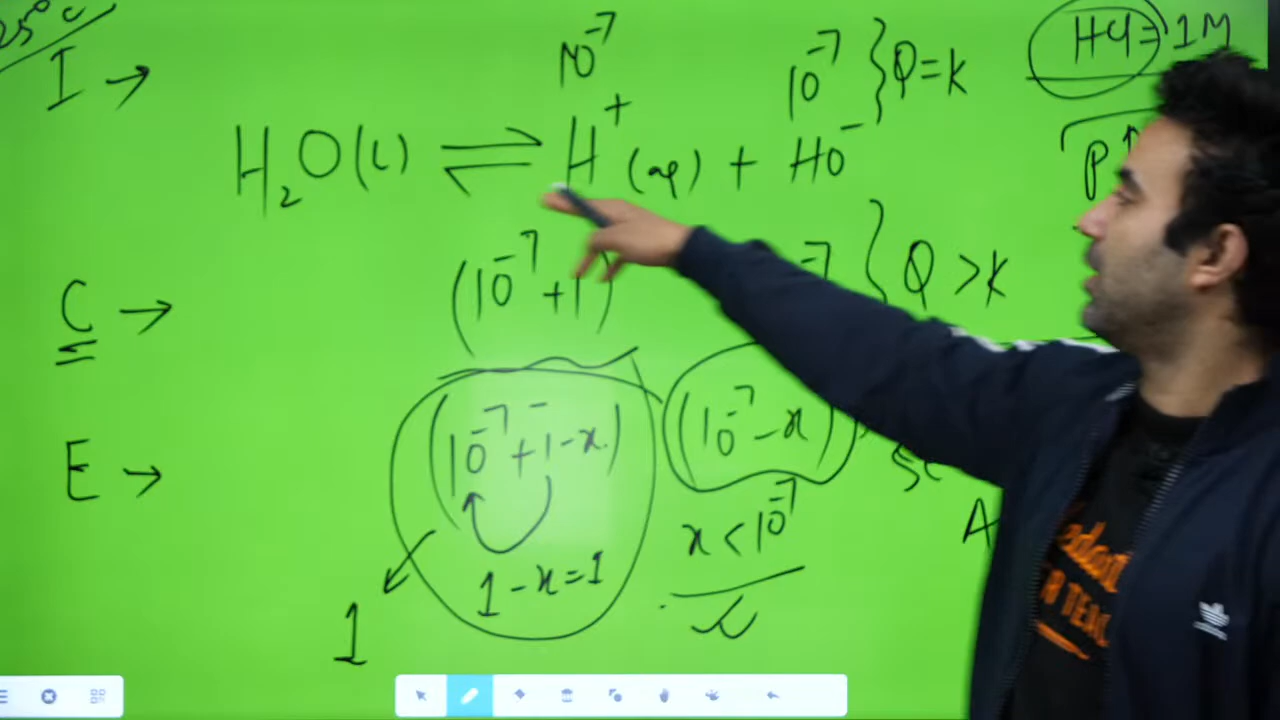 25°C
I → 10⁻⁷ 10⁻⁷ } Q=K
HCl = 1M
H₂O(l) ⇌ H⁺(aq) + HO⁻
C → (10⁻⁷+1) ⁻⁷ } Q > K
E → (10⁻⁷+1-x) (10⁻⁷-x)
1-x=1
x < 10⁻⁷
1